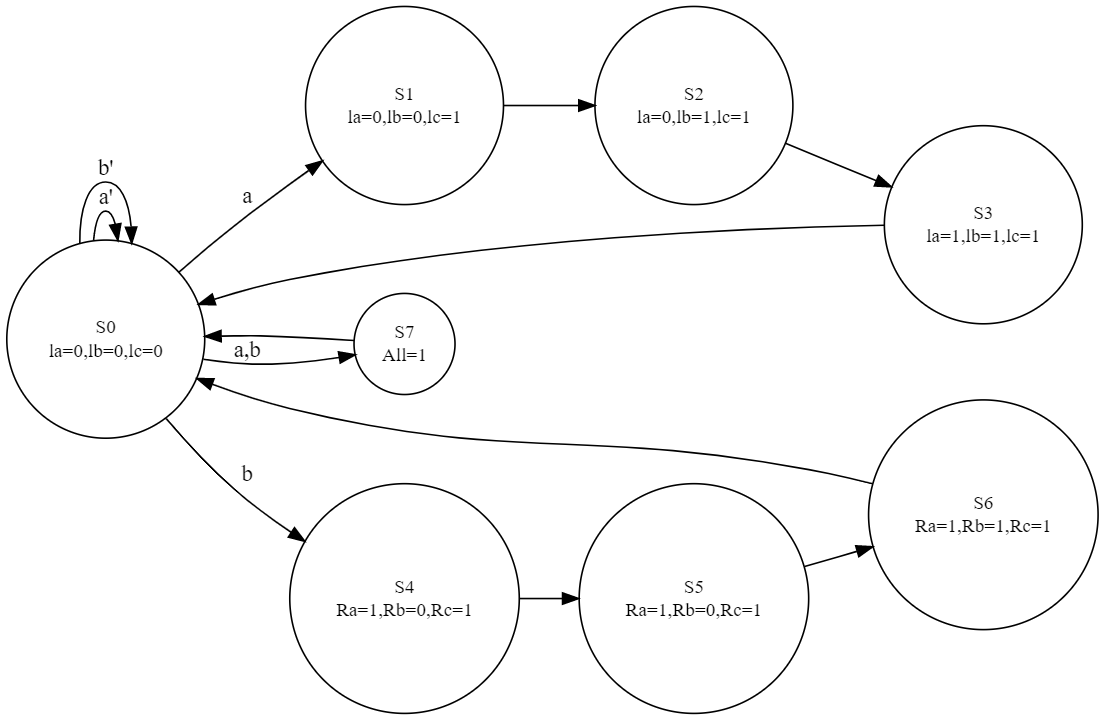 S1
la=0,lb=0,lc=1
S2
la=0,lb=1,lc=1
b'
a'
a
S3
la=1,lb=1,lc=1
S0
la=0,lb=0,lc=0
a,b
S7
All=1
b
S6
Ra=1,Rb=1,Rc=1
S4
Ra=1,Rb=0,Rc=1
S5
Ra=1,Rb=0,Rc=1